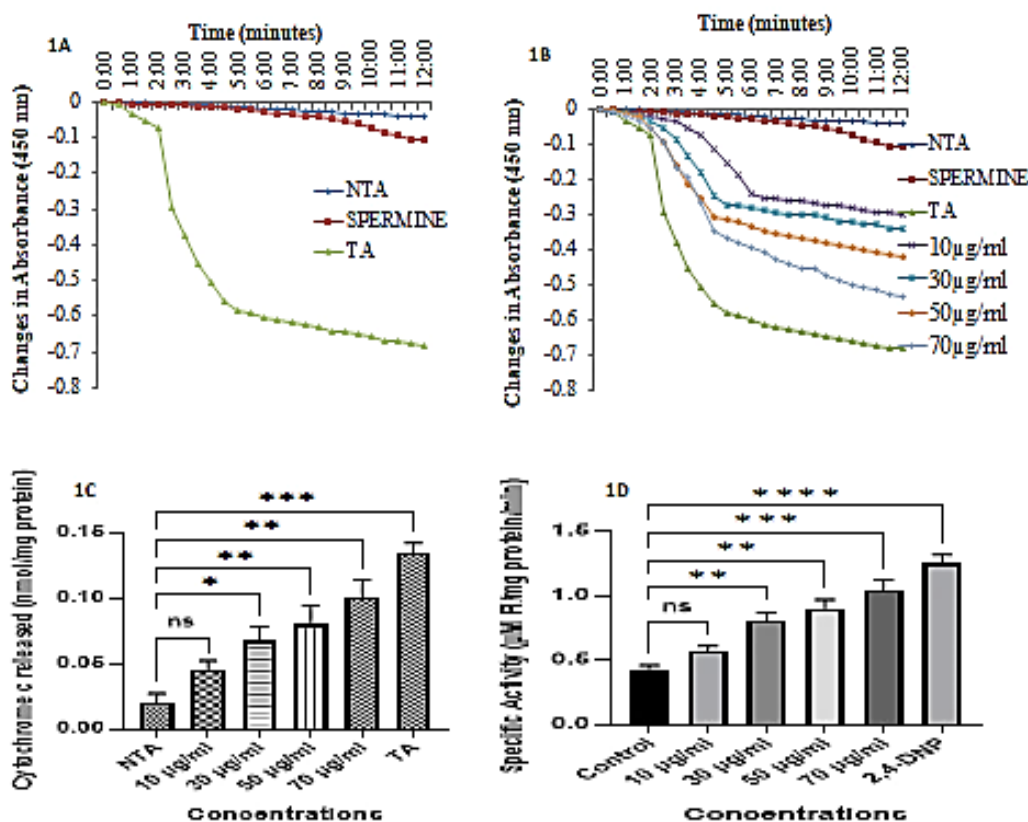 Time (minutes)
1A
0:00
1:00
2:00
3:00
4:00
5:00
6:00
7:00
8:00
9:00
10:00
11:00
12:00
0
-0.1
-0.2
-0.3
-0.4
-0.5
-0.6
-0.7
-0.8
Changes in Absorbance (450 nm)
NTA
SPERMINE
TA
Time (minutes)
1B
0:00
1:00
2:00
3:00
4:00
5:00
6:00
7:00
8:00
9:00
10:00
11:00
12:00
0
-0.1
-0.2
-0.3
-0.4
-0.5
-0.6
-0.7
-0.8
Changes in Absorbance (450 nm)
NTA
SPERMINE
TA
10µg/ml
30µg/ml
50µg/ml
70µg/ml
1C
Cytochrome c released (nmol/mg protein)
0.15
0.10
0.05
0.00
***
**
**
*
ns
NTA
10 µg/ml
30 µg/ml
50 µg/ml
70 µg/ml
TA
Concentrations
1D
Specific Activity (µM Pi/mg protein/min)
1.5
1.0
0.5
0.0
****
***
**
**
ns
Control
10 µg/ml
30 µg/ml
50 µg/ml
70 µg/ml
2,4-DNP
Concentrations